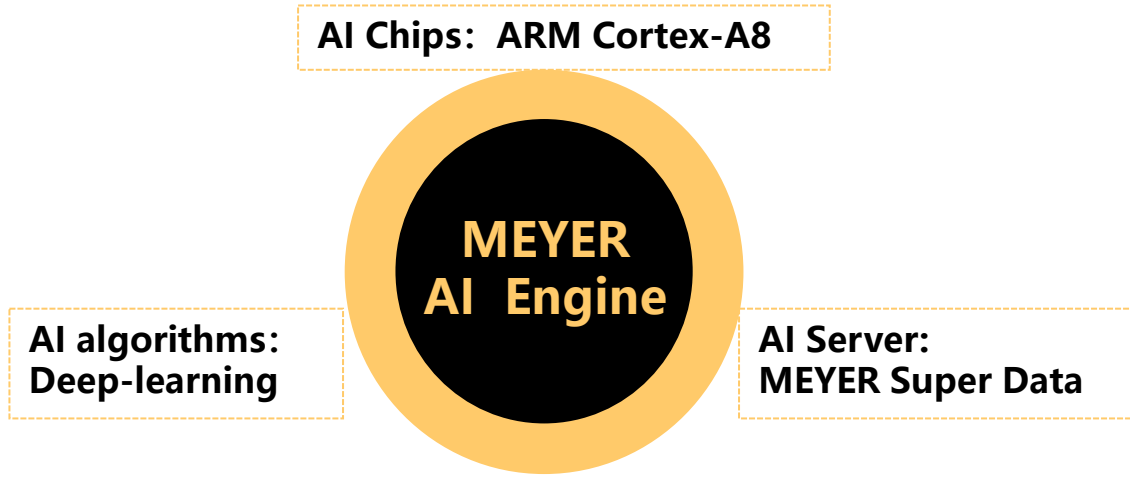 AI Chips： ARM Cortex-A8
MEYER
AI Engine
AI algorithms：
Deep-learning
AI Server:
MEYER Super Data